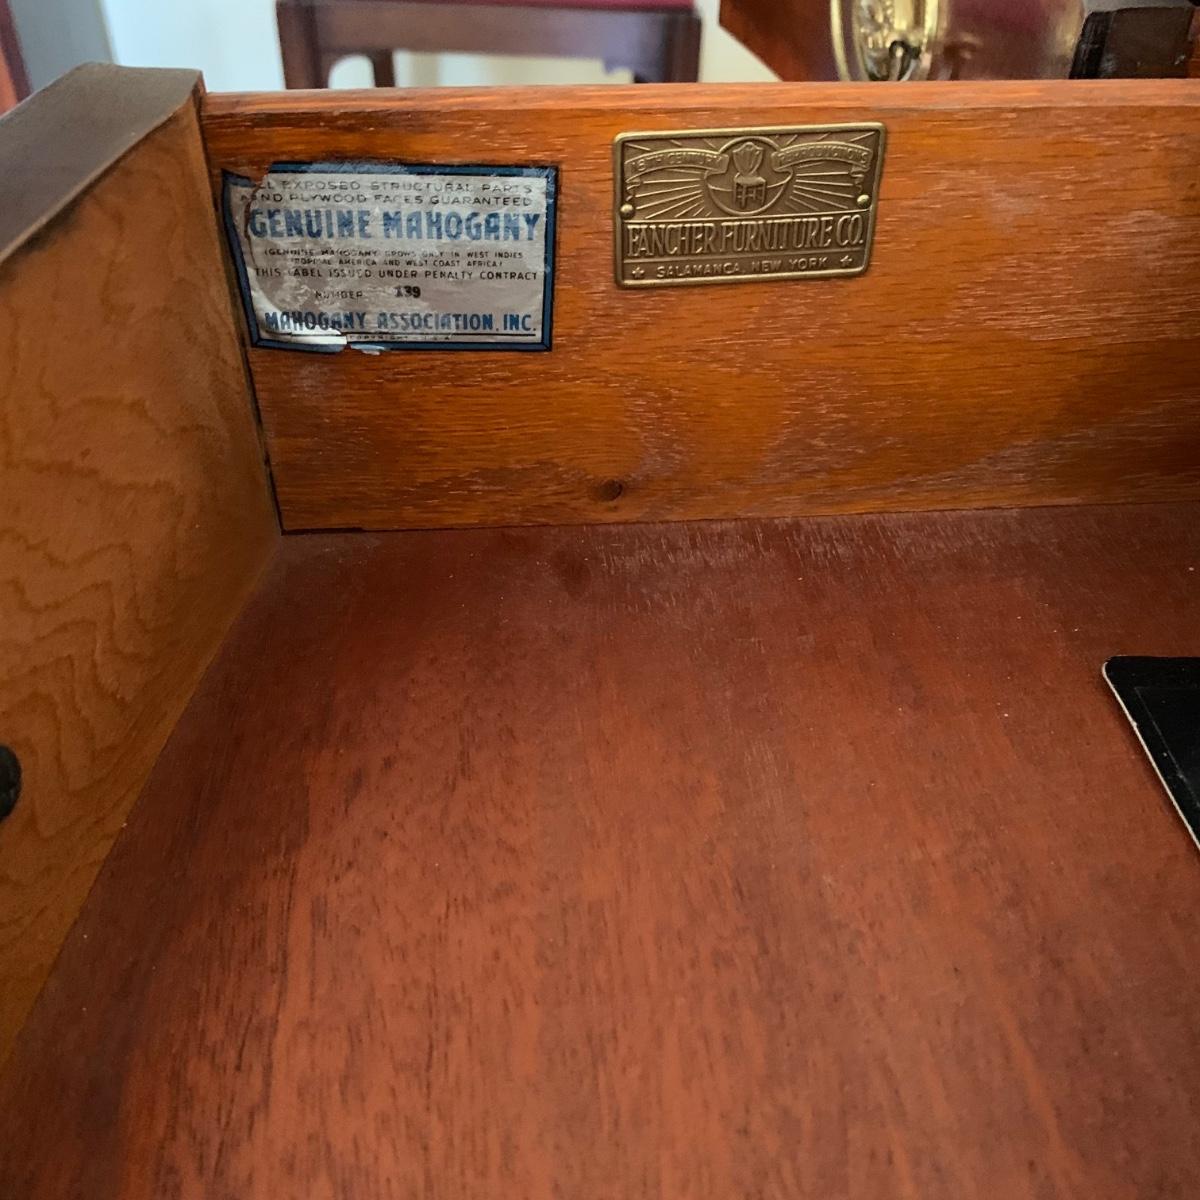 ALL EXPOSED STRUCTURAL PARTS
AND PLYWOOD FACES GUARANTEED
GENUINE MAHOGANY
(GENUINE MAHOGANY GROWS ONLY IN WEST INDIES
TROPICAL AMERICA AND WEST COAST AFRICA)
THIS LABEL ISSUED UNDER PENALTY CONTRACT
NUMBER 139
MAHOGANY ASSOCIATION, INC.
COPYRIGHT U.S.A.
18TH CENTURY REPRODUCTIONS
FANCHER FURNITURE CO.
SALAMANCA, NEW YORK